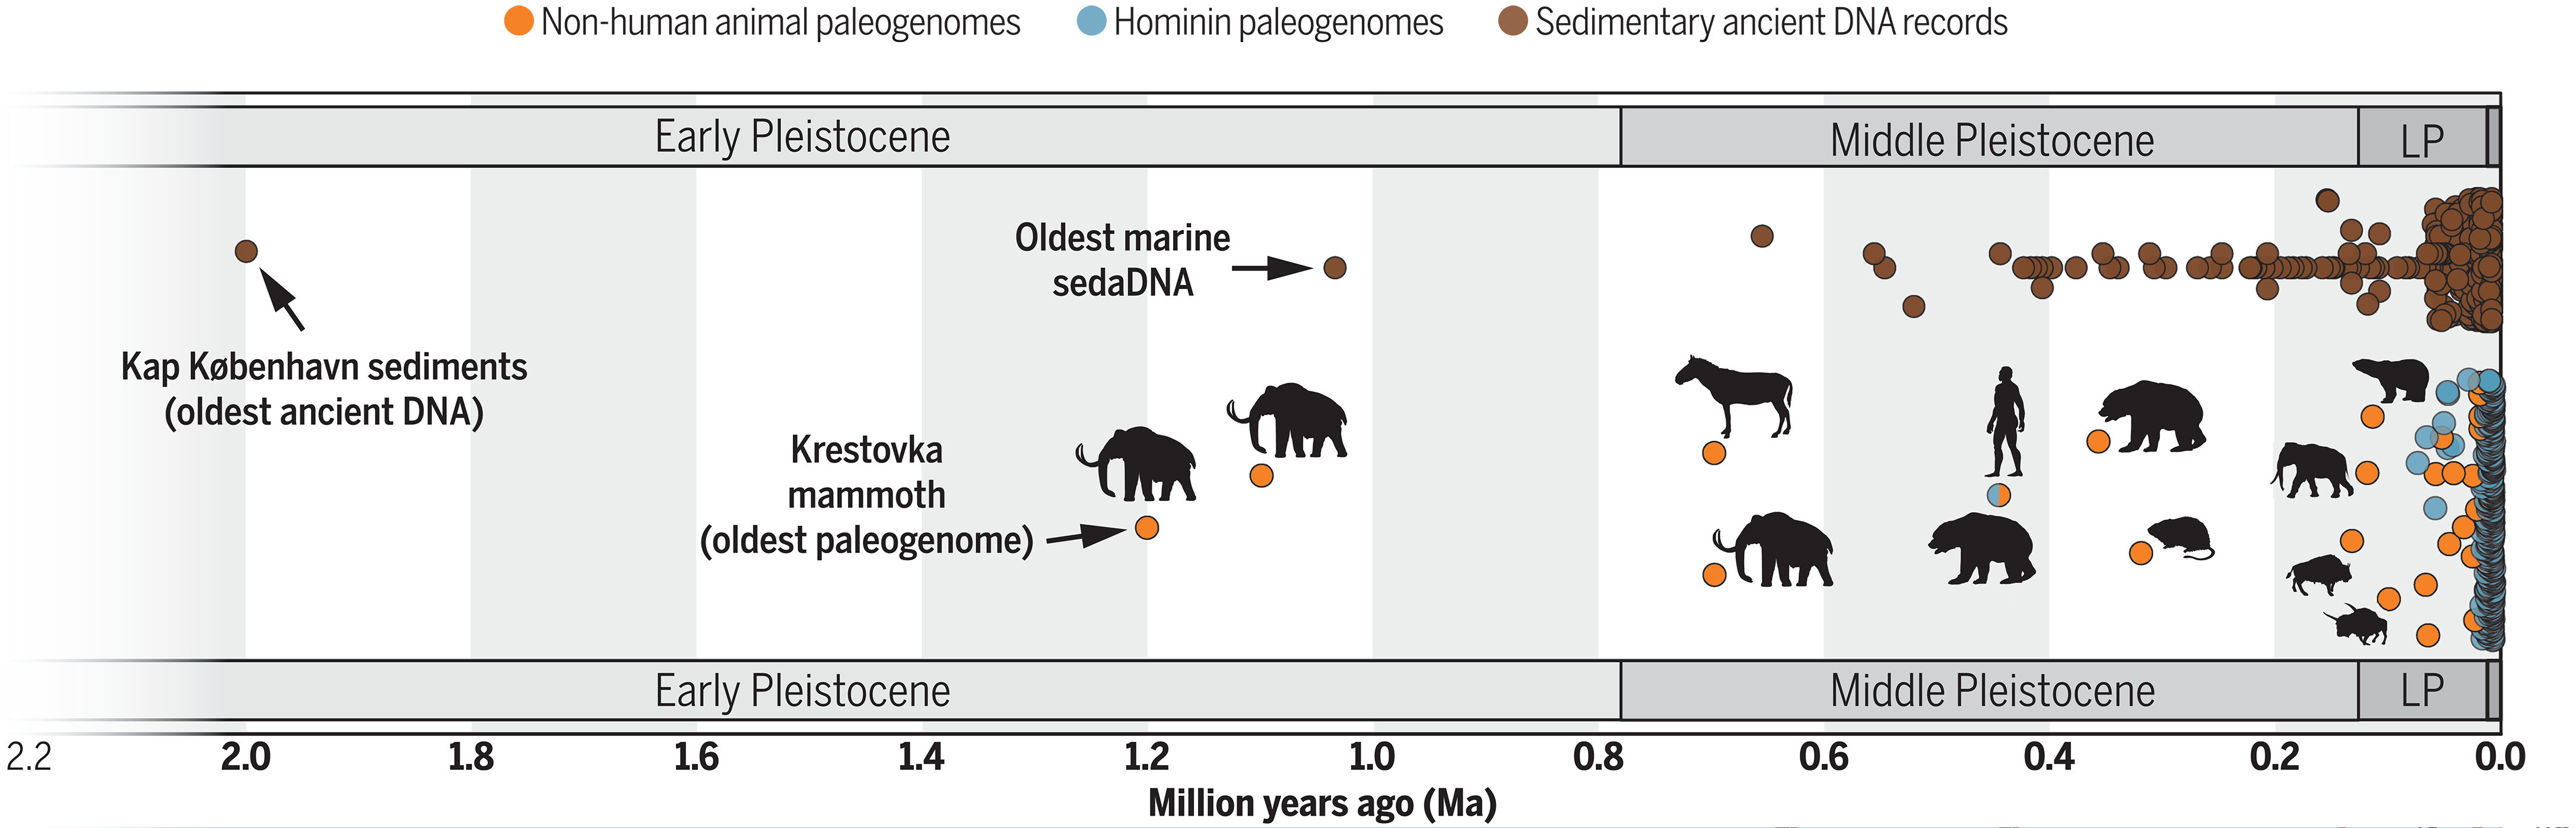 Non-human animal paleogenomes
Hominin paleogenomes
Sedimentary ancient DNA records
Early Pleistocene
Middle Pleistocene
LP
Oldest marine
sedaDNA
Kap København sediments
(oldest ancient DNA)
Krestovka
mammoth
(oldest paleogenome)
Early Pleistocene
Middle Pleistocene
LP
2.2
2.0
1.8
1.6
1.4
1.2
1.0
0.8
0.6
0.4
0.2
0.0
Million years ago (Ma)